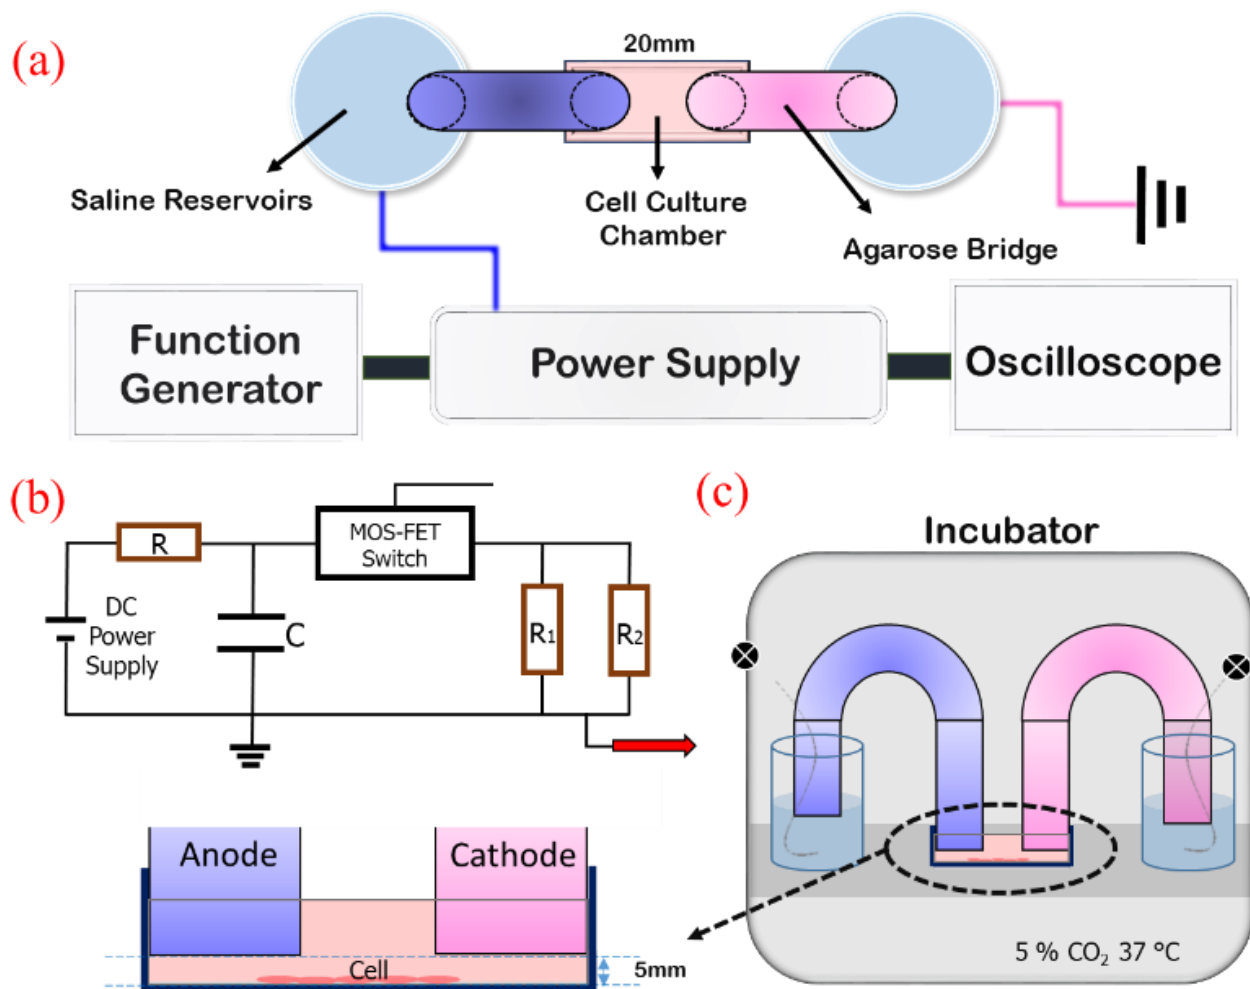 (a)
20mm
Saline Reservoirs
Cell Culture
Chamber
Agarose Bridge
Function
Generator
Power Supply
Oscilloscope
(b)
MOS-FET
Switch
R
DC
Power
Supply
C
R₁
R₂
Anode
Cathode
Cell
5mm
(c)
Incubator
5 % CO₂ 37 °C